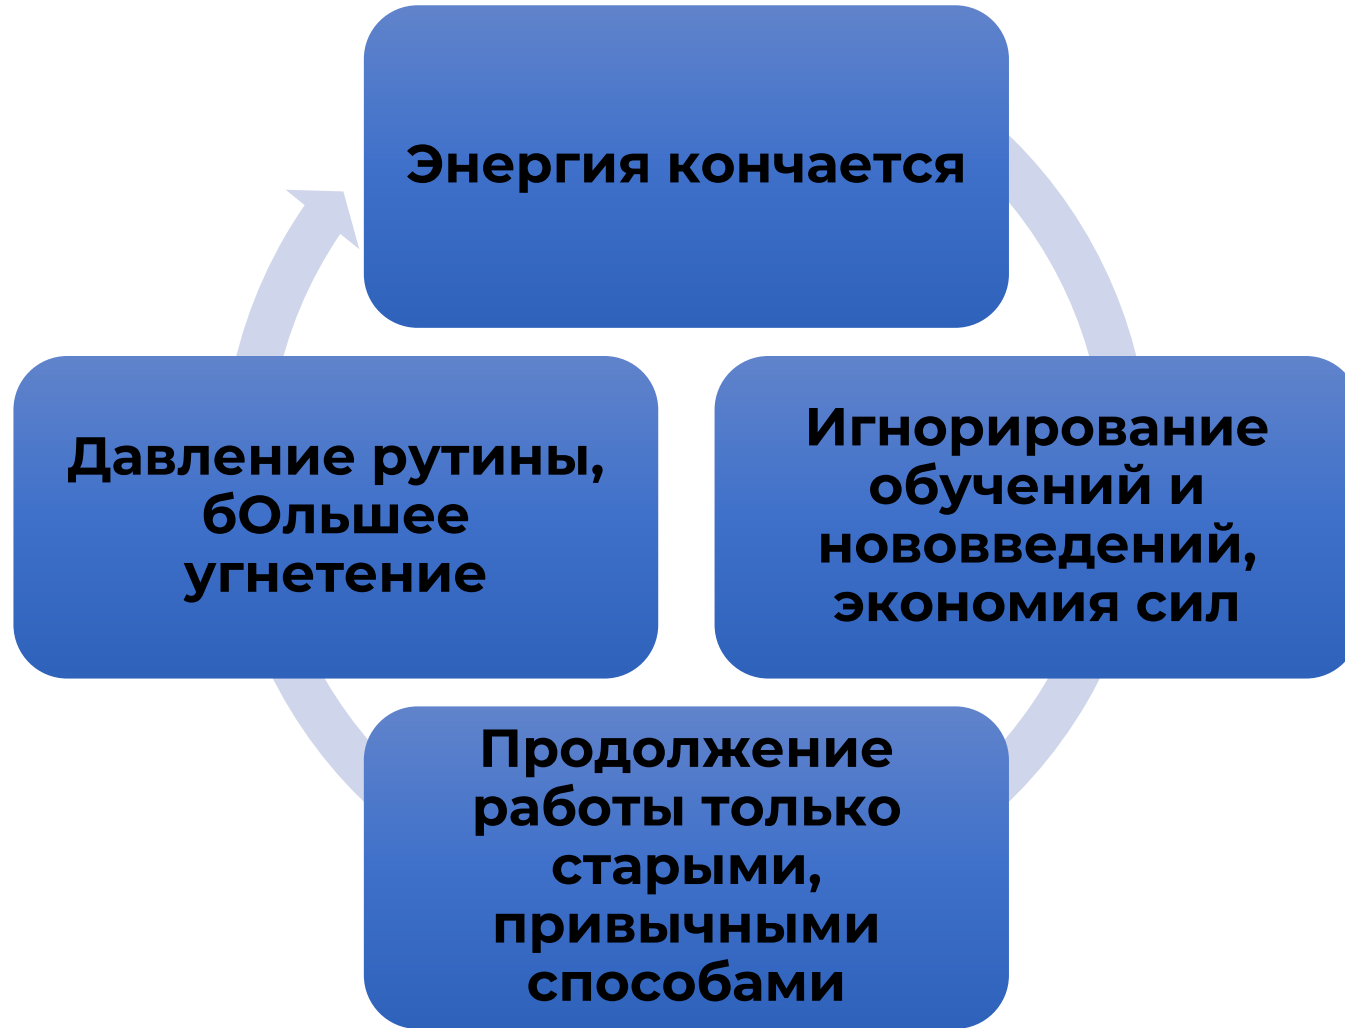 Энергия кончается
Давление рутины,
бОльшее
угнетение
Игнорирование
обучений и
нововведений,
экономия сил
Продолжение
работы только
старыми,
привычными
способами